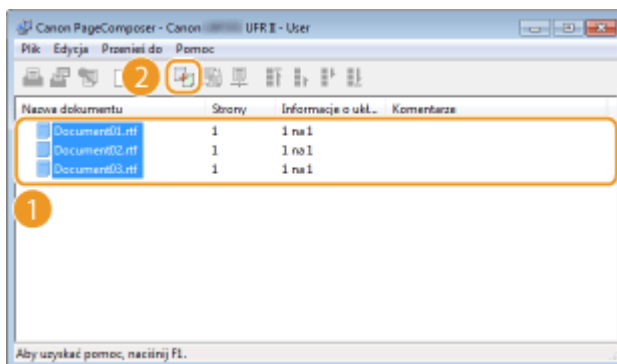 Canon PageComposer - Canon UFR II - User
Plik Edycja Przenieś do Pomoc
2
Nazwa dokumentu Strony Informacje o ukł... Komentarze
Document01.rtf 1 1 na 1
Document02.rtf 1 1 na 1
Document03.rtf 1 1 na 1
1
Aby uzyskać pomoc, naciśnij F1.